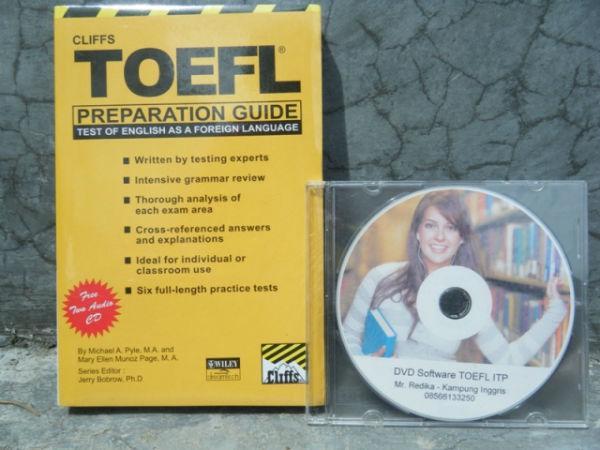 CLIFFS
TOEFL®
PREPARATION GUIDE
TEST OF ENGLISH AS A FOREIGN LANGUAGE
Written by testing experts
Intensive grammar review
Thorough analysis of
each exam area
Cross-referenced answers
and explanations
Ideal for individual or
classroom use
Six full-length practice tests
Free
Two Audio
CD
By Michael A. Pyle, M.A. and
Mary Ellen Munoz Page, M. A.
Series Editor :
Jerry Bobrow, Ph.D
WILEY
dreamtech
Cliffs
DVD Software TOEFL ITP
Mr. Redika - Kampung Inggris
08566133250